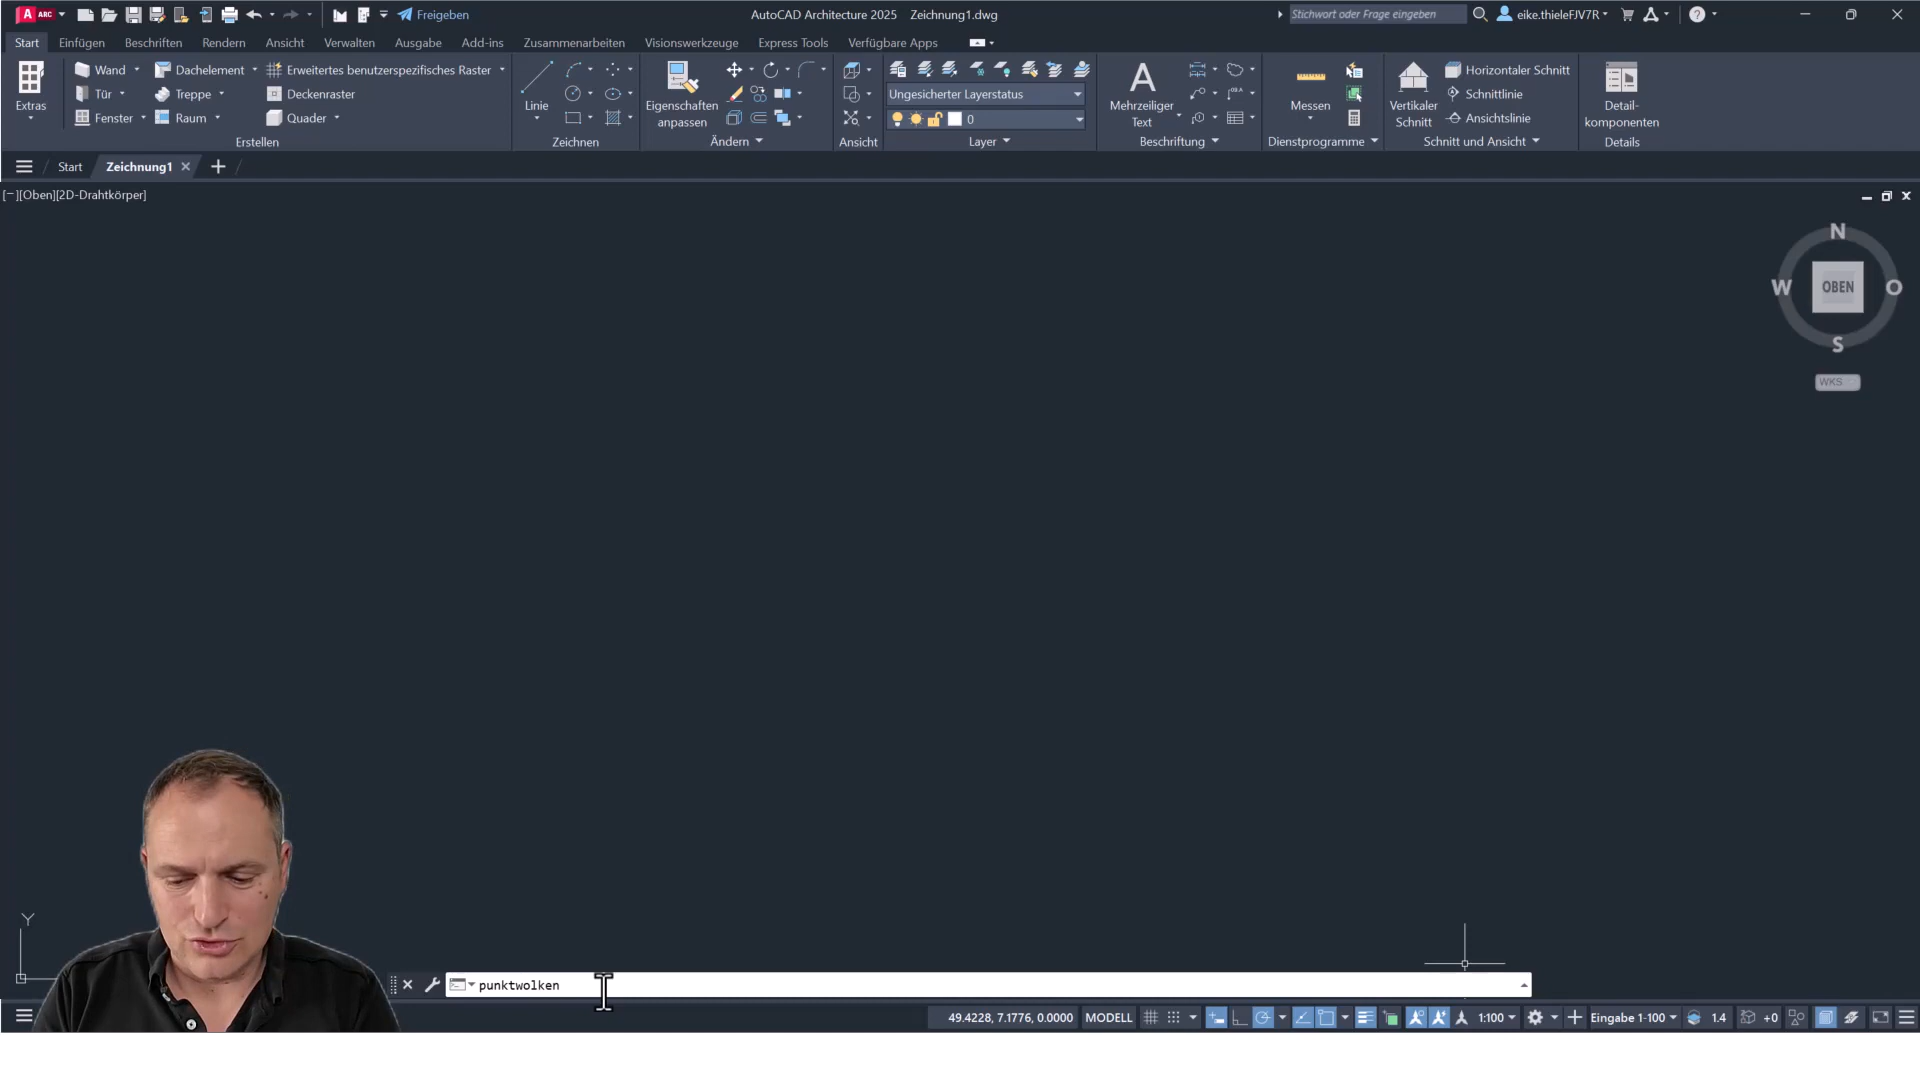 A ARC Freigeben AutoCAD Architecture 2025 Zeichnung1.dwg Stichwort oder Frage eingeben eike.thieleFJV7R
Start Einfügen Beschriften Rendern Ansicht Verwalten Ausgabe Add-ins Zusammenarbeiten Visionswerkzeuge Express Tools Verfügbare Apps
Extras
Wand Dachelement Erweitertes benutzerspezifisches Raster
Tür Treppe Deckenraster
Fenster Raum Quader
Erstellen
Linie
Zeichnen
Eigenschaften
anpassen
Ändern
Ansicht
Ungesicherter Layerstatus
0
Layer
A
Mehrzeiliger
Text
Beschriftung
Messen
Dienstprogramme
Vertikaler
Schnitt
Horizontaler Schnitt
Schnittlinie
Ansichtslinie
Schnitt und Ansicht
Detail-
komponenten
Details
Start Zeichnung1
[−][Oben][2D-Drahtkörper]
N
W OBEN O
S
WKS
Y
punktwolken
49.4228, 7.1776, 0.0000 MODELL 1:100 Eingabe 1-100 1.4 +0